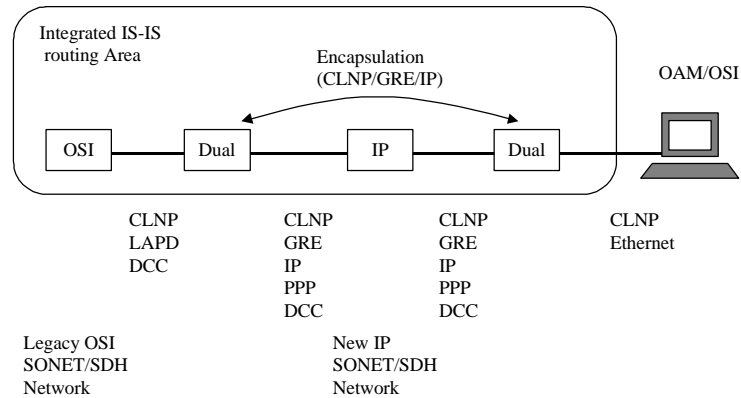 Integrated IS-IS
routing Area
Encapsulation
(CLNP/GRE/IP)
OAM/OSI
OSI
Dual
IP
Dual
CLNP
LAPD
DCC
CLNP
GRE
IP
PPP
DCC
CLNP
GRE
IP
PPP
DCC
CLNP
Ethernet
Legacy OSI
SONET/SDH
Network
New IP
SONET/SDH
Network